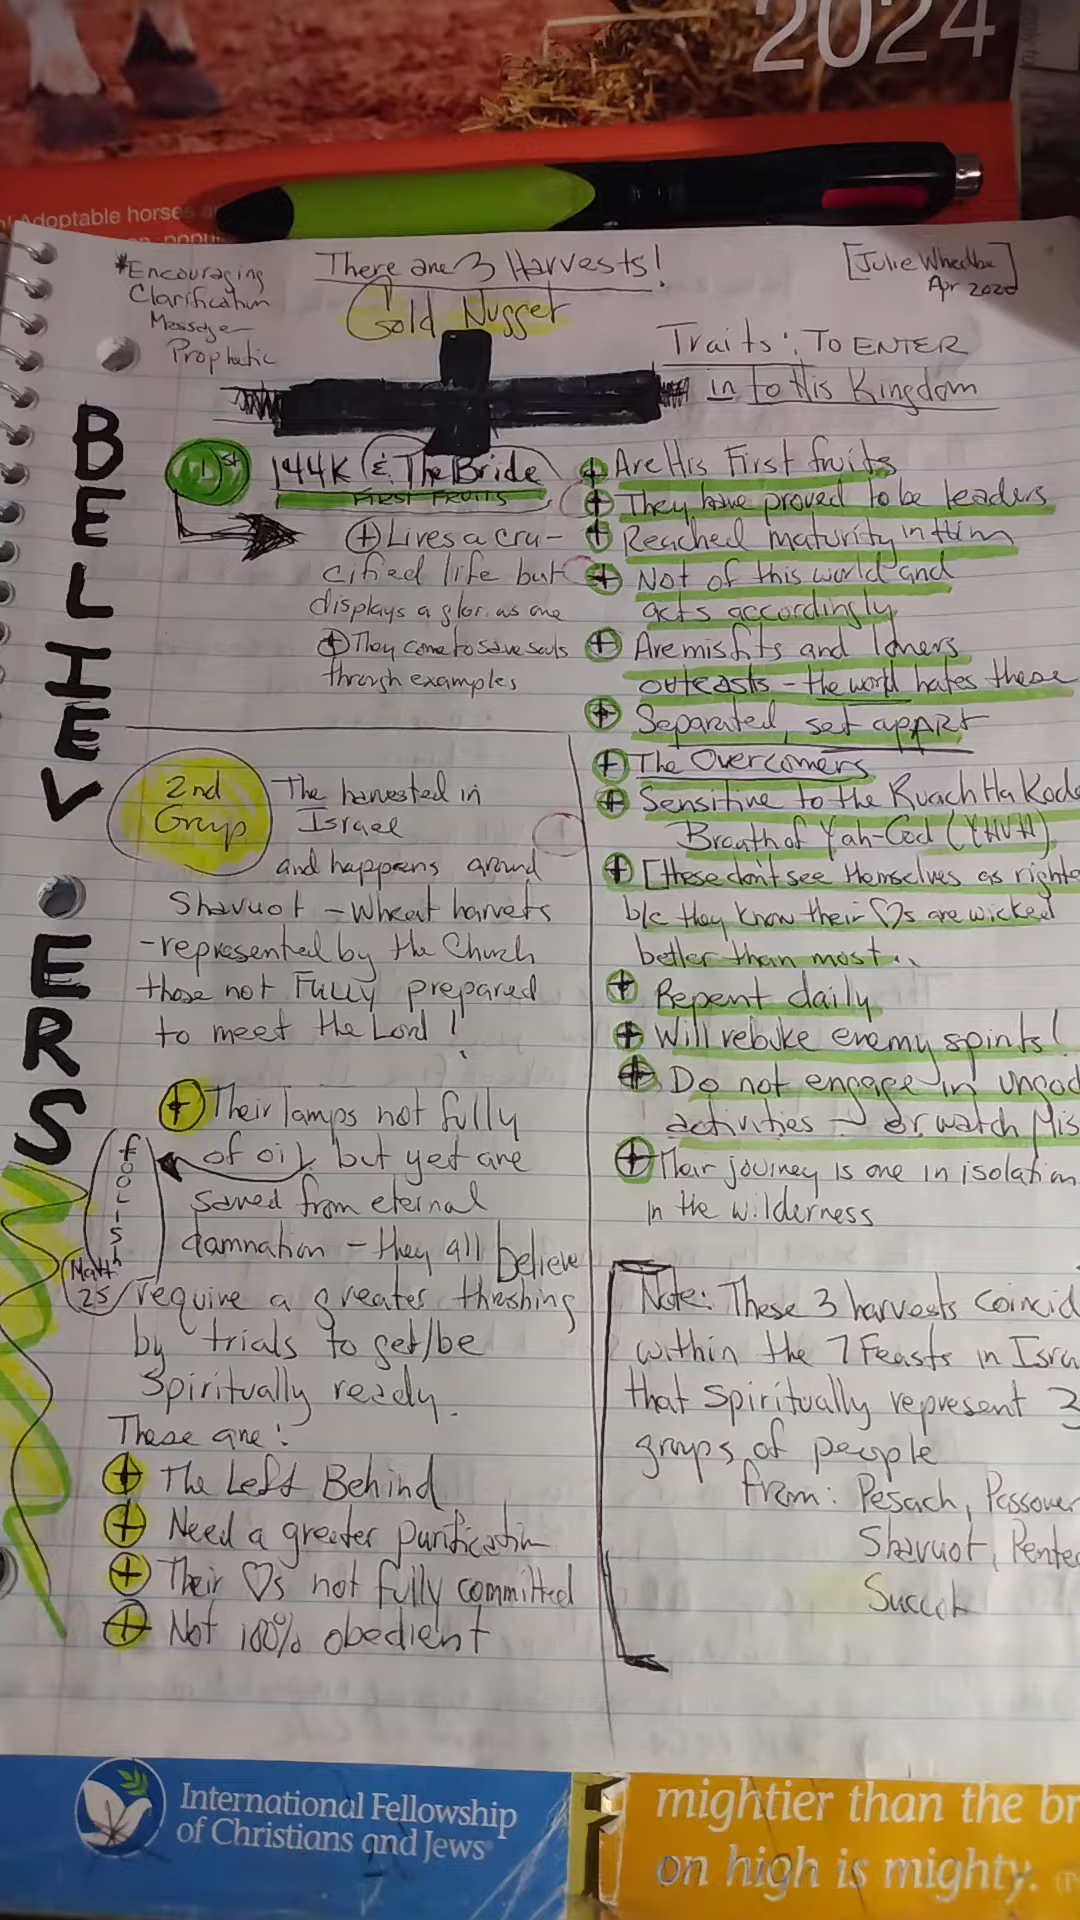 2024
Adoptable horses
*Encouraging
Clarification
Message
Prophetic
There are 3 Harvests!
Gold Nugget
[Julie Whedbe]
Apr 2020
Traits: TO ENTER
in to His Kingdom
BELIEVERS
1st
144K & The Bride
FIRST FRUITS
+ Lives a cru-
cified life but
displays a glor. as one
+ They come to save souls
through examples
+ Are His First fruits
+ They have proved to be leaders
+ Reached maturity in Him
+ Not of this world and
acts accordingly
+ Are misfits and loners
outcasts - the world hates these
+ Separated, set appart
+ The Overcomers
+ Sensitive to the Ruach Ha Kode
Breath of Yah-God (YHVH)
+ [these don't see themselves as righte
b/c they know their ♡s are wicked
better than most...
+ Repent daily
+ Will rebuke enemy spirits!
+ Do not engage in ungod
activities - or watch Mis
+ Their journey is one in isolation
in the wilderness
2nd
Group
The harvested in
Israel
and happens around
Shavuot - Wheat harvets
- represented by the Church
those not Fully prepared
to meet the Lord!
+ Their lamps not fully
of oil, but yet are
saved from eternal
damnation - they all believe
require a greater threshing
by trials to get/be
Spiritually ready.
foolish
Matt
25
These are:
+ The Left Behind
+ Need a greater purification
+ Their ♡s not fully committed
+ Not 100% obedient
Note: These 3 harvests coincid
within the 7 Feasts in Isra
that spiritually represent 3
groups of people
from: Pesach, Passover
Shavuot, Pente
Succot
International Fellowship
of Christians and Jews
mightier than the br
on high is mighty.